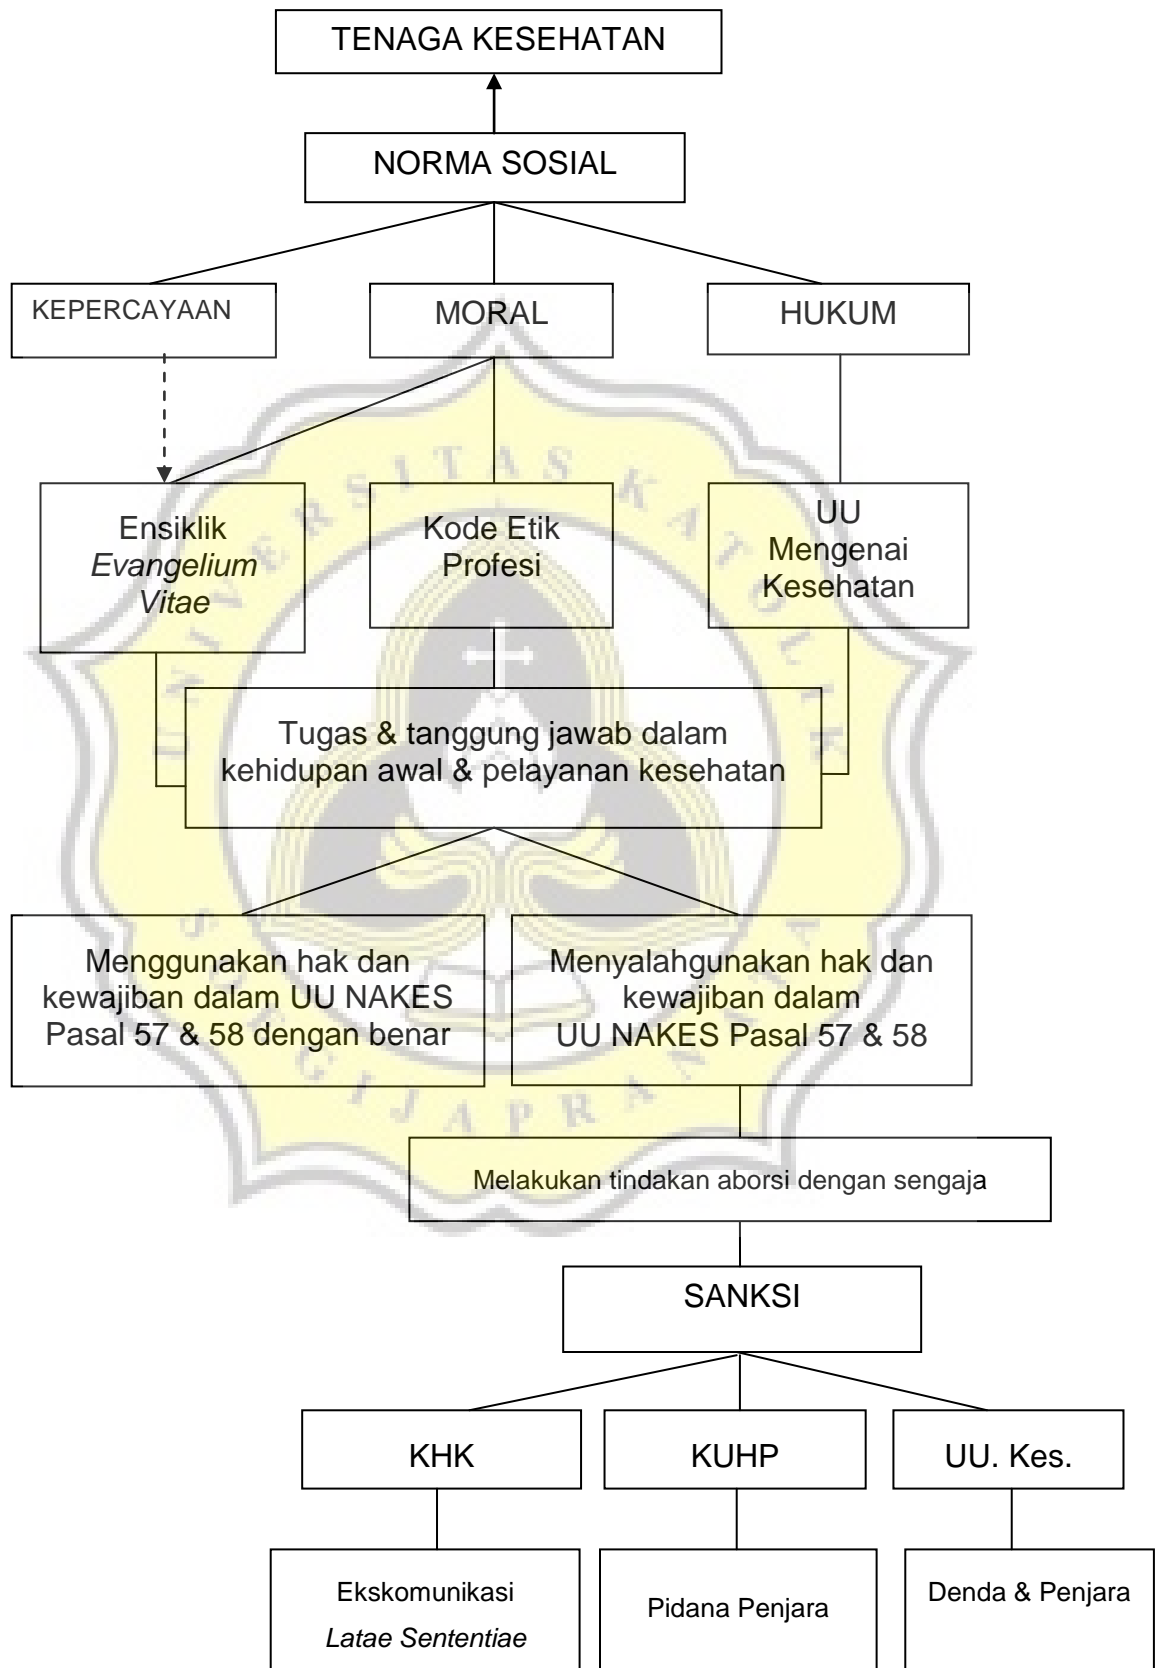 TENAGA KESEHATAN
NORMA SOSIAL
KEPERCAYAAN
MORAL
HUKUM
Ensiklik
Evangelium
Vitae
Kode Etik
Profesi
UU
Mengenai
Kesehatan
Tugas & tanggung jawab dalam
kehidupan awal & pelayanan kesehatan
Menggunakan hak dan
kewajiban dalam UU NAKES
Pasal 57 & 58 dengan benar
Menyalahgunakan hak dan
kewajiban dalam
UU NAKES Pasal 57 & 58
Melakukan tindakan aborsi dengan sengaja
SANKSI
KHK
KUHP
UU. Kes.
Ekskomunikasi
Latae Sententiae
Pidana Penjara
Denda & Penjara
UNIVERSITAS KATOLIK
SOEGIJAPRANATA